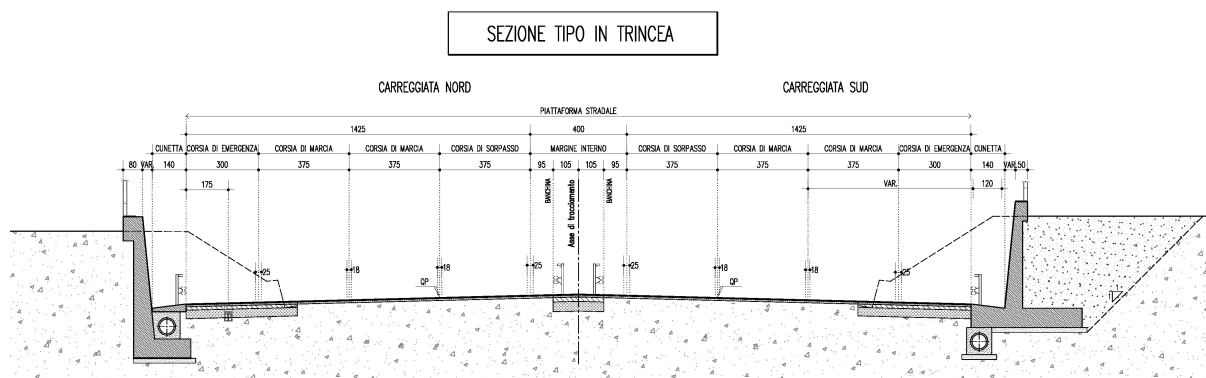 SEZIONE TIPO IN TRINCEA
CARREGGIATA NORD CARREGGIATA SUD
PIATTAFORMA STRADALE
1425 400 1425
CUNETTA CORSIA DI EMERGENZA CORSIA DI MARCIA CORSIA DI MARCIA CORSIA DI SORPASSO MARGINE INTERNO CORSIA DI SORPASSO CORSIA DI MARCIA CORSIA DI MARCIA CORSIA DI EMERGENZA CUNETTA
80 VAR. 140 300 375 375 375 95 105 105 95 375 375 375 300 140 VAR. 50
175 BANCHINA Asse di tracciamento BANCHINA VAR. 120
25 18 18 25 25 18 18 25
QP QP